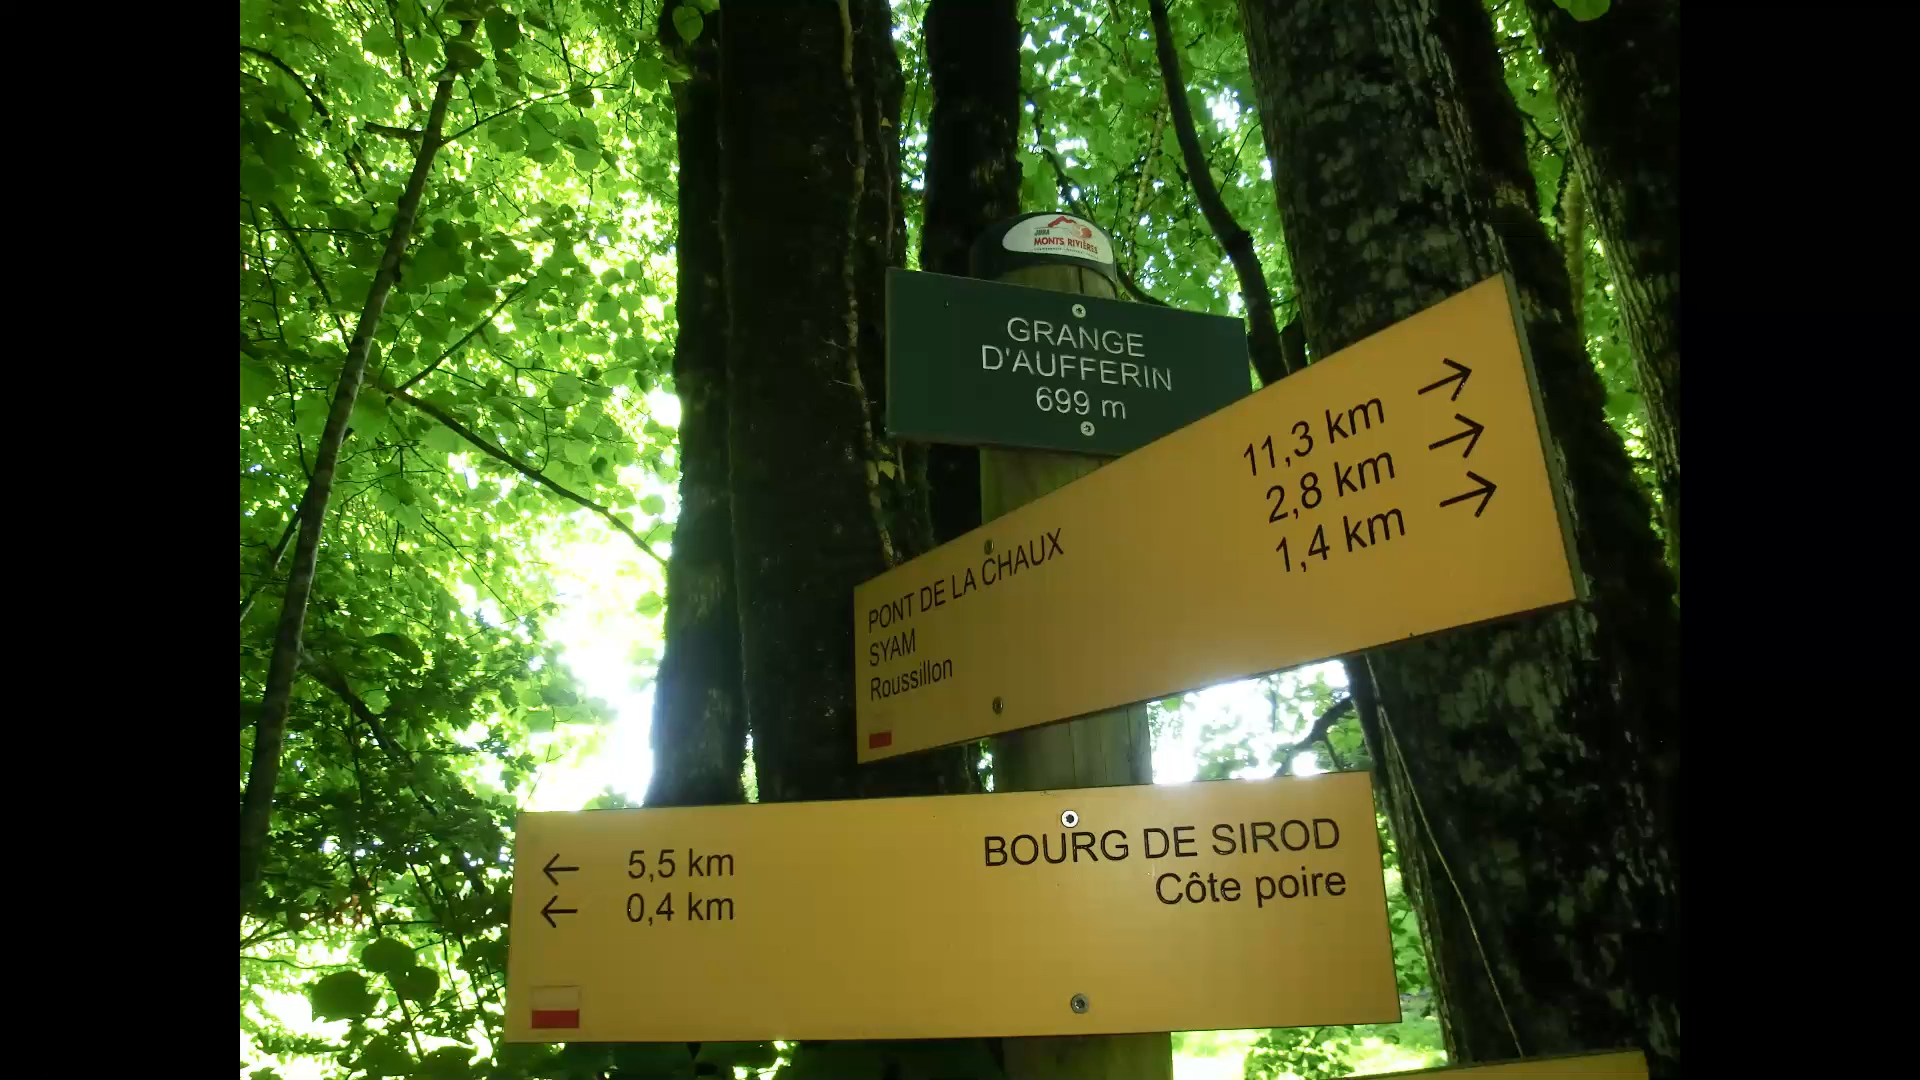 JURA
MONTS RIVIÈRES
GRANGE
D'AUFFERIN
699 m
PONT DE LA CHAUX 11,3 km →
SYAM 2,8 km →
Roussillon 1,4 km →
← 5,5 km BOURG DE SIROD
← 0,4 km Côte poire